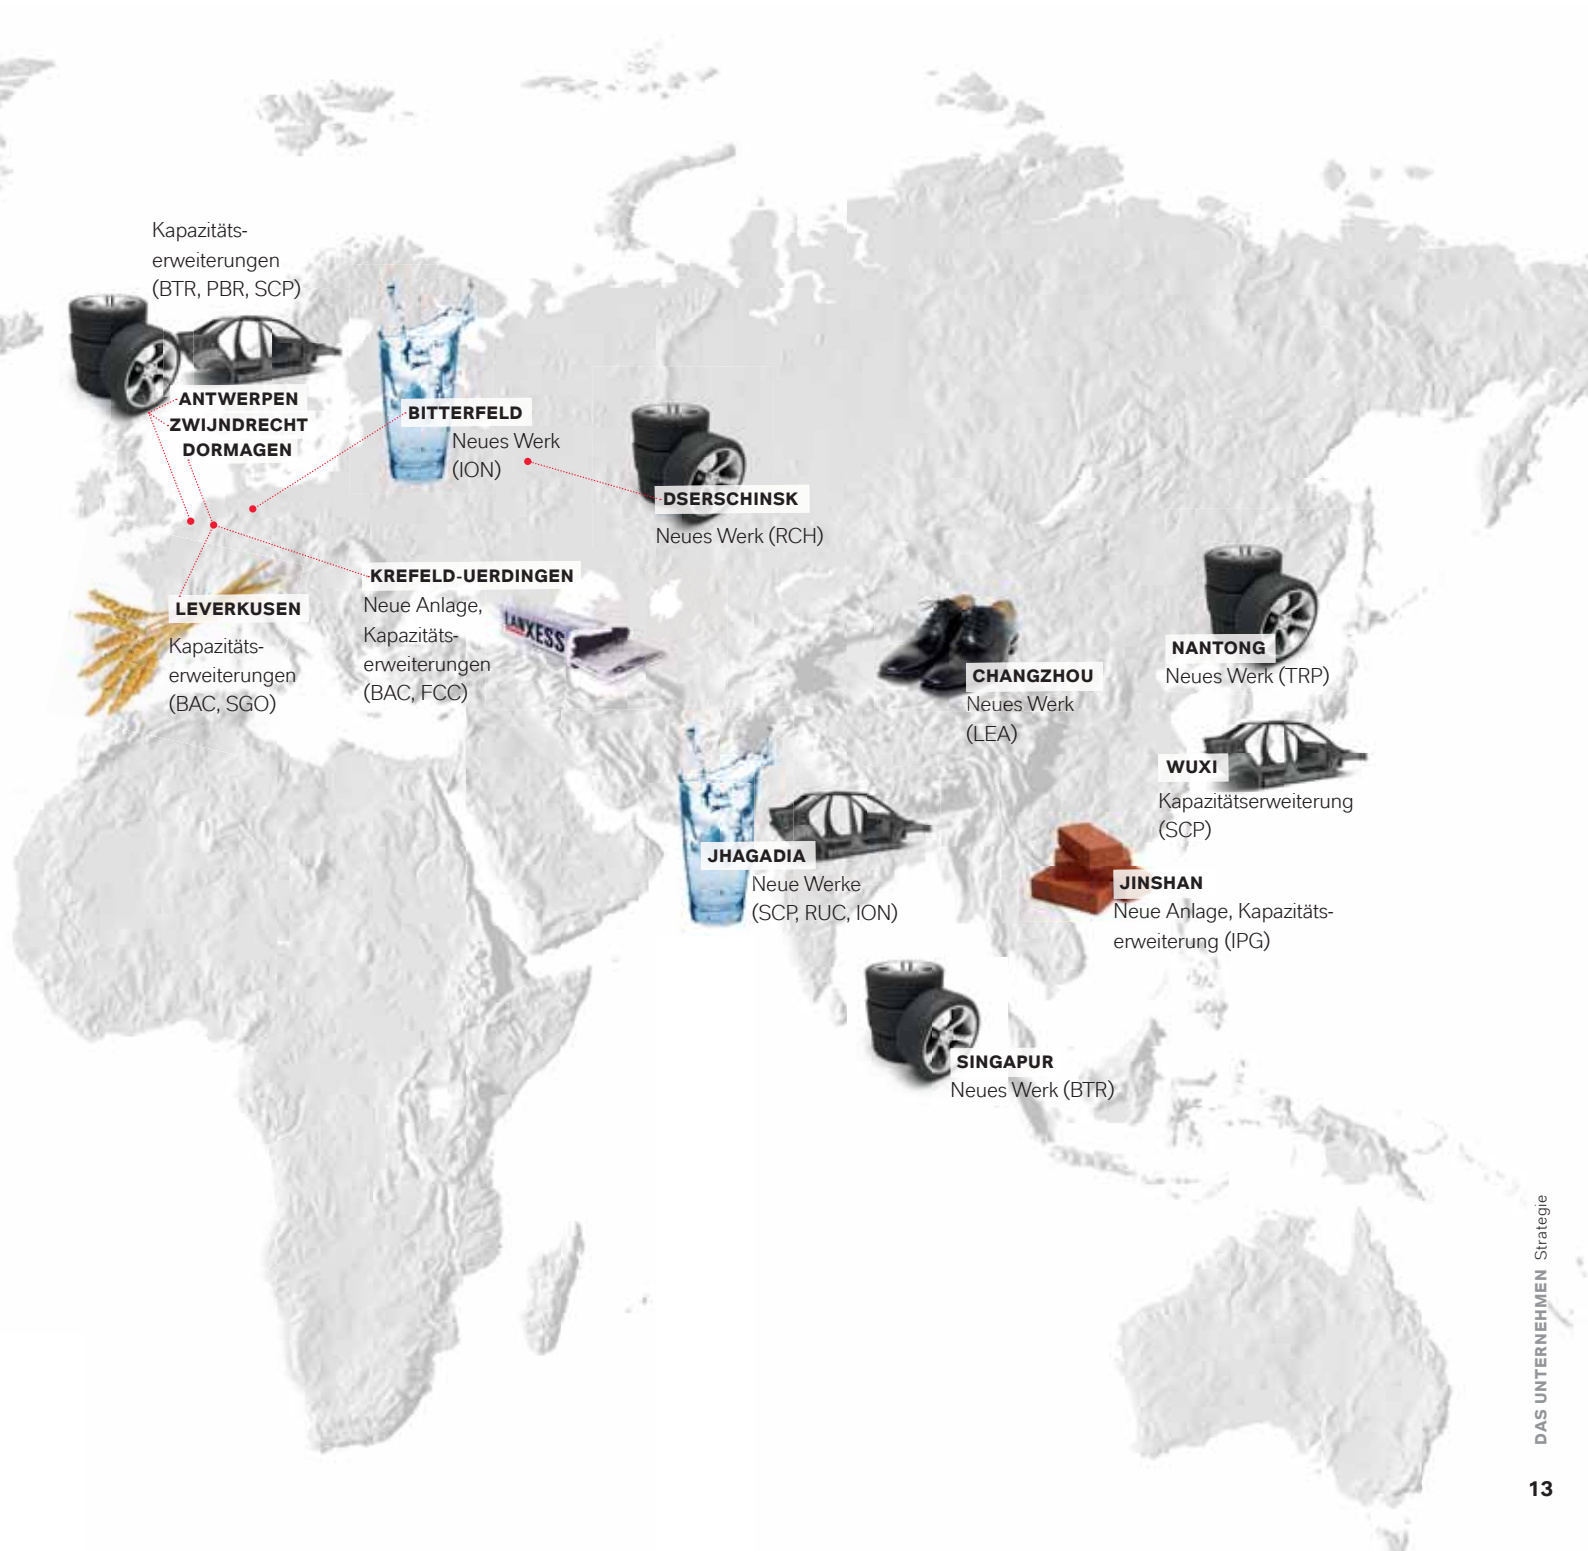 Kapazitäts-
erweiterungen
(BTR, PBR, SCP)
ANTWERPEN
ZWIJNDRECHT
DORMAGEN
BITTERFELD
Neues Werk
(ION)
DSERSCHINSK
Neues Werk (RCH)
LEVERKUSEN
Kapazitäts-
erweiterungen
(BAC, SGO)
KREFELD-UERDINGEN
Neue Anlage,
Kapazitäts-
erweiterungen
(BAC, FCC)
LANXESS
CHANGZHOU
Neues Werk
(LEA)
NANTONG
Neues Werk (TRP)
WUXI
Kapazitätserweiterung
(SCP)
JHAGADIA
Neue Werke
(SCP, RUC, ION)
JINSHAN
Neue Anlage, Kapazitäts-
erweiterung (IPG)
SINGAPUR
Neues Werk (BTR)
DAS UNTERNEHMEN Strategie
13